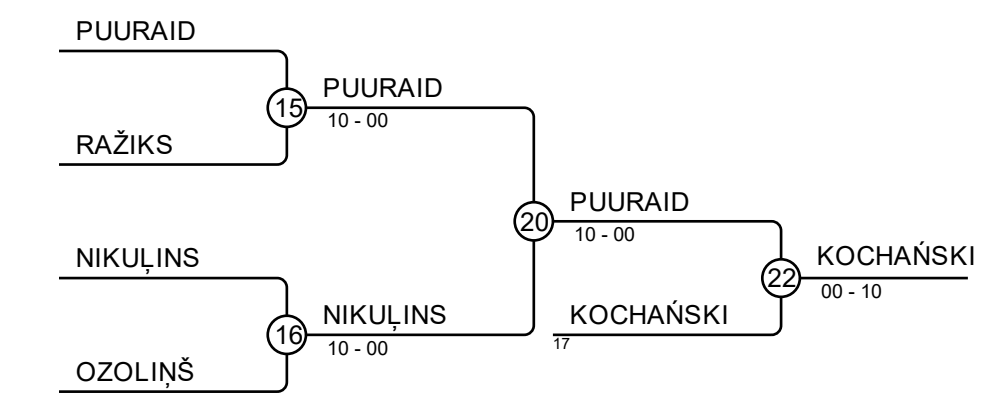 PUURAID
15
PUURAID
10 - 00
RAŽIKS
20
PUURAID
10 - 00
NIKUĻINS
16
NIKUĻINS
10 - 00
OZOLIŅŠ
KOCHAŃSKI
17
22
KOCHAŃSKI
00 - 10